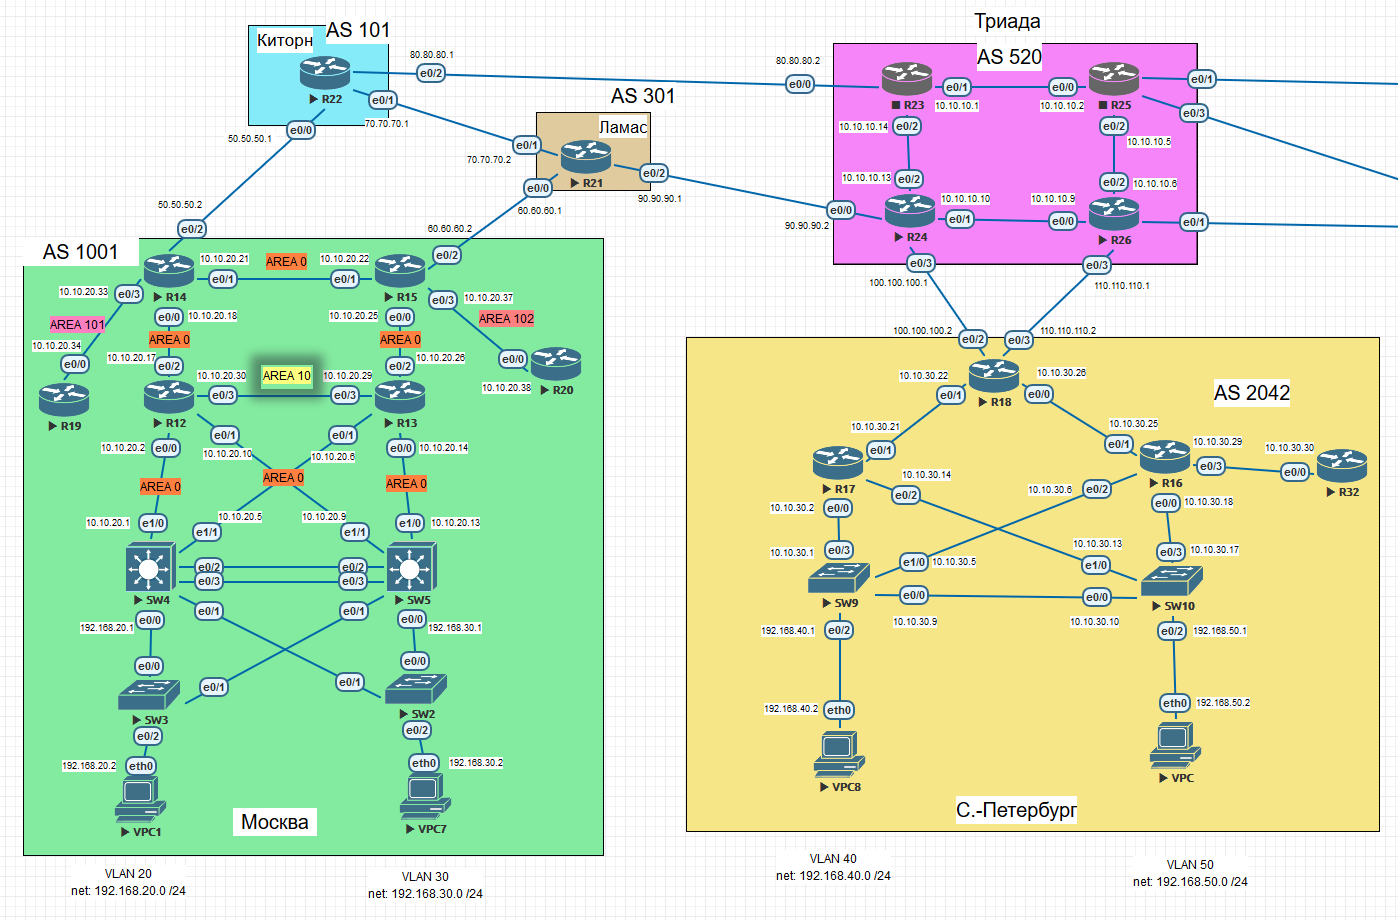 Триада
AS 101
Киторн
R22
e0/2
80.80.80.1
e0/1
70.70.70.1
e0/0
50.50.50.1
AS 301
Ламас
e0/1
70.70.70.2
R21
e0/2
90.90.90.1
e0/0
60.60.60.1
AS 520
80.80.80.2
e0/0
R23
e0/1
10.10.10.1
e0/0
10.10.10.2
R25
e0/1
e0/3
10.10.10.14
e0/2
e0/2
10.10.10.5
10.10.10.13
e0/2
e0/2
10.10.10.6
e0/0
90.90.90.2
R24
10.10.10.10
e0/1
10.10.10.9
e0/0
R26
e0/1
e0/3
100.100.100.1
e0/3
110.110.110.1
50.50.50.2
e0/2
60.60.60.2
e0/2
AS 1001
R14
10.10.20.21
e0/1
AREA 0
10.10.20.22
e0/1
R15
10.10.20.33
e0/3
e0/3
10.10.20.37
AREA 101
AREA 102
e0/0
10.10.20.18
10.10.20.25
e0/0
AREA 0
AREA 0
10.10.20.34
e0/0
R19
10.10.20.17
e0/2
e0/2
10.10.20.26
e0/0
10.10.20.38
R20
R12
10.10.20.30
e0/3
AREA 10
10.10.20.29
e0/3
R13
10.10.20.2
e0/0
e0/1
10.10.20.10
e0/1
10.10.20.6
e0/0
10.10.20.14
AREA 0
AREA 0
AREA 0
10.10.20.1
e1/0
10.10.20.5
e1/1
10.10.20.9
e1/1
e1/0
10.10.20.13
SW4
e0/2
e0/2
e0/3
e0/3
SW5
e0/1
e0/1
192.168.20.1
e0/0
e0/0
192.168.30.1
e0/0
e0/0
SW3
e0/1
e0/1
SW2
e0/2
e0/2
192.168.20.2
eth0
eth0
192.168.30.2
VPC1
VPC7
Москва
VLAN 20
net: 192.168.20.0 /24
VLAN 30
net: 192.168.30.0 /24
100.100.100.2
e0/2
e0/3
110.110.110.2
AS 2042
R18
10.10.30.22
e0/1
10.10.30.26
e0/0
10.10.30.21
e0/1
R17
10.10.30.25
e0/1
R16
10.10.30.29
e0/3
10.10.30.30
e0/0
R32
10.10.30.14
e0/2
10.10.30.6
e0/2
10.10.30.2
e0/0
e0/0
10.10.30.18
10.10.30.1
e0/3
e1/0
10.10.30.5
10.10.30.13
e1/0
e0/3
10.10.30.17
SW9
e0/0
10.10.30.9
e0/0
10.10.30.10
SW10
192.168.40.1
e0/2
e0/2
192.168.50.1
192.168.40.2
eth0
eth0
192.168.50.2
VPC8
VPC
С.-Петербург
VLAN 40
net: 192.168.40.0 /24
VLAN 50
net: 192.168.50.0 /24